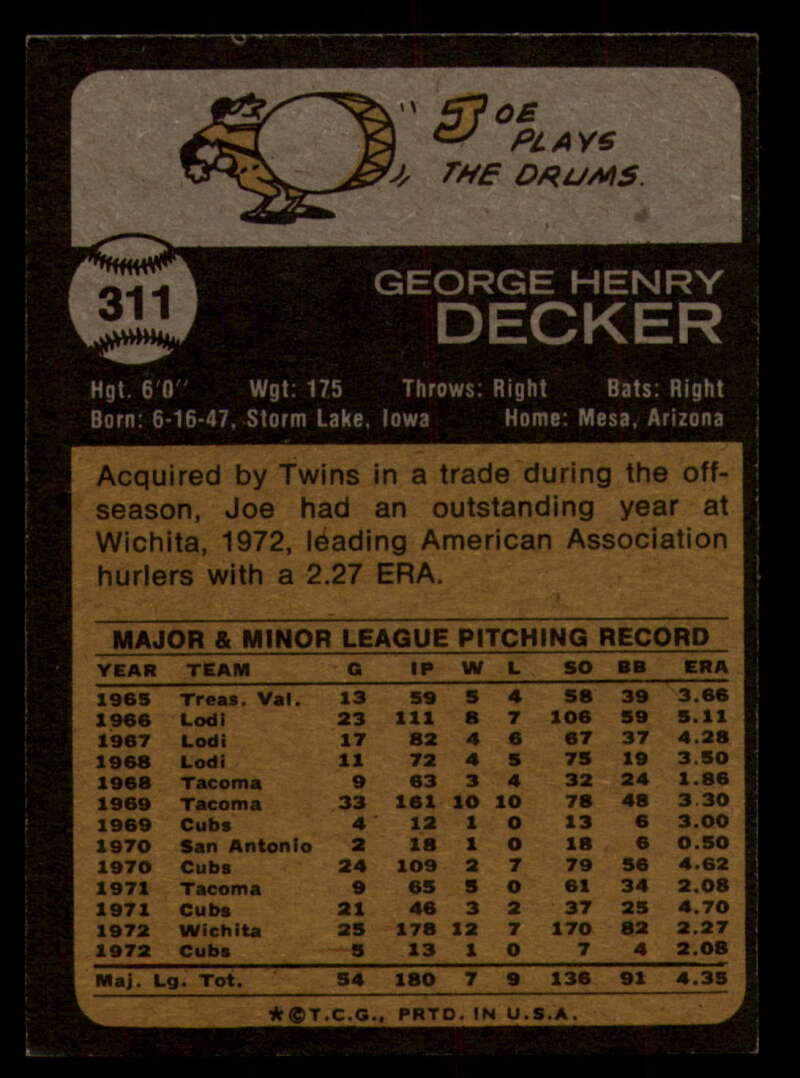 "JOE
PLAYS
THE DRUMS.
311
GEORGE HENRY
DECKER
Hgt. 6'0" Wgt: 175 Throws: Right Bats: Right
Born: 6-16-47, Storm Lake, Iowa Home: Mesa, Arizona
Acquired by Twins in a trade during the off-
season, Joe had an outstanding year at
Wichita, 1972, leading American Association
hurlers with a 2.27 ERA.
MAJOR & MINOR LEAGUE PITCHING RECORD
YEAR TEAM G IP W L SO BB ERA
1965 Treas. Val. 13 59 5 4 58 39 3.66
1966 Lodi 23 111 8 7 106 59 5.11
1967 Lodi 17 82 4 6 67 37 4.28
1968 Lodi 11 72 4 5 75 19 3.50
1968 Tacoma 9 63 3 4 32 24 1.86
1969 Tacoma 33 161 10 10 78 48 3.30
1969 Cubs 4 12 1 0 13 6 3.00
1970 San Antonio 2 18 1 0 18 6 0.50
1970 Cubs 24 109 2 7 79 56 4.62
1971 Tacoma 9 65 5 0 61 34 2.08
1971 Cubs 21 46 3 2 37 25 4.70
1972 Wichita 25 178 12 7 170 82 2.27
1972 Cubs 5 13 1 0 7 4 2.08
Maj. Lg. Tot. 54 180 7 9 136 91 4.35
*©T.C.G., PRTD. IN U.S.A.